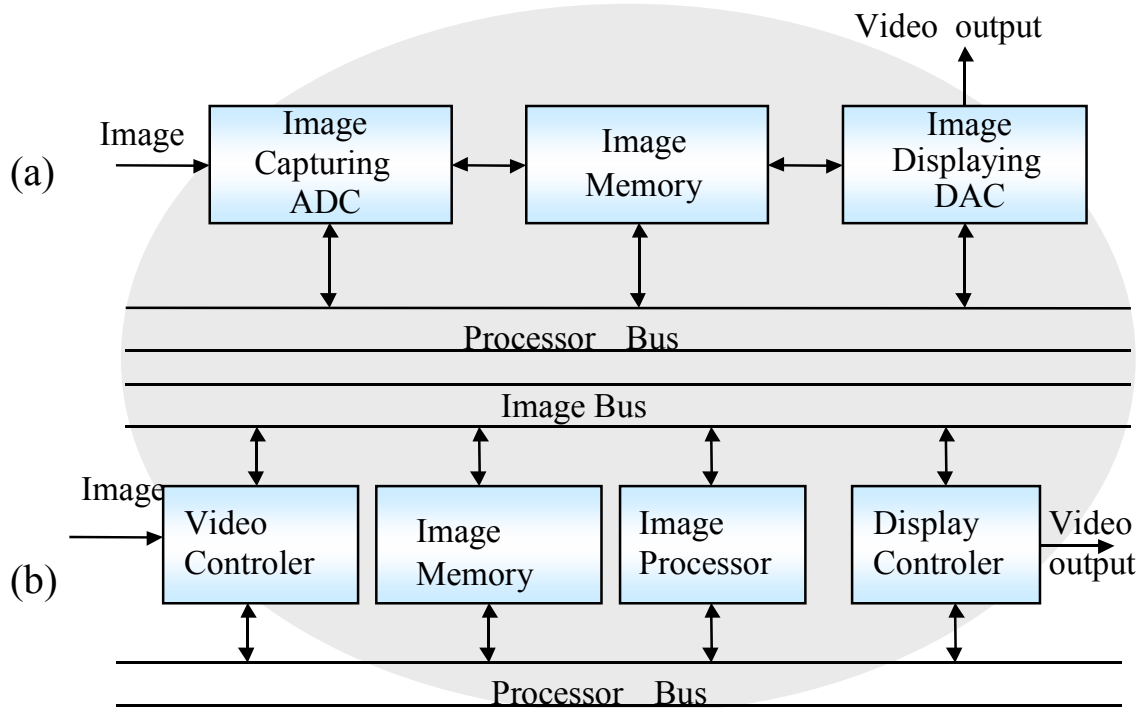 Video output
Image
Image
Capturing
ADC
Image
Memory
Image
Displaying
DAC
(a)
Processor Bus
Image Bus
Image
Video
Controler
Image
Memory
Image
Processor
Display
Controler
Video
output
(b)
Processor Bus